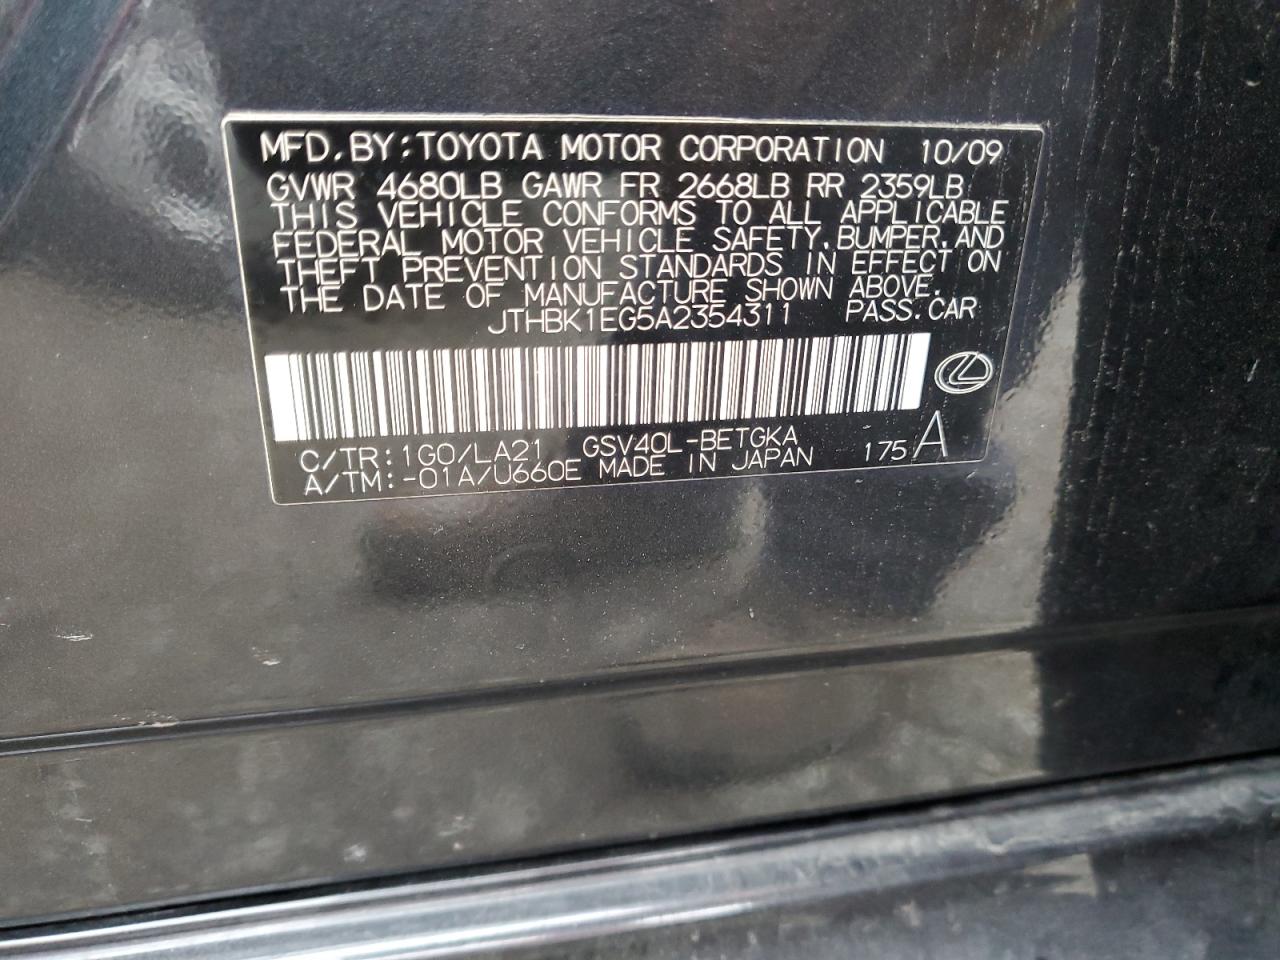 MFD. BY: TOYOTA MOTOR CORPORATION 10/09
GVWR 4680LB GAWR FR 2668LB RR 2359LB
THIS VEHICLE CONFORMS TO ALL APPLICABLE
FEDERAL MOTOR VEHICLE SAFETY, BUMPER, AND
THEFT PREVENTION STANDARDS IN EFFECT ON
THE DATE OF MANUFACTURE SHOWN ABOVE.
JTHBK1EG5A2354311 PASS. CAR
C/TR: 1G0/LA21 GSV40L-BETGKA 175 A
A/TM: -01A/U660E MADE IN JAPAN